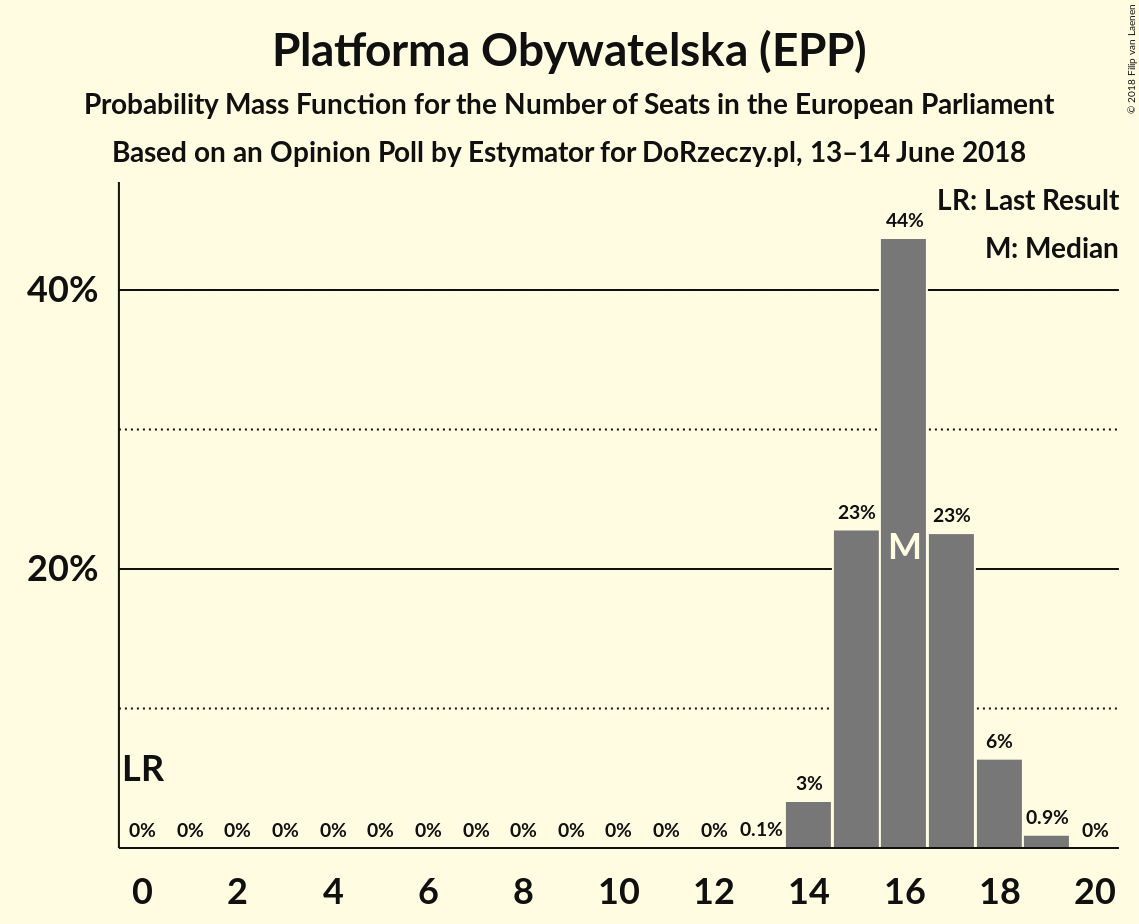 Platforma Obywatelska (EPP)
Probability Mass Function for the Number of Seats in the European Parliament
Based on an Opinion Poll by Estymator for DoRzeczy.pl, 13–14 June 2018
© 2018 Filip van Laenen
LR: Last Result
M: Median
44%
40%
23%
23%
M
20%
6%
LR
3%
0.9%
0% 0% 0% 0% 0% 0% 0% 0% 0% 0% 0% 0% 0% 0.1% 0%
0 2 4 6 8 10 12 14 16 18 20